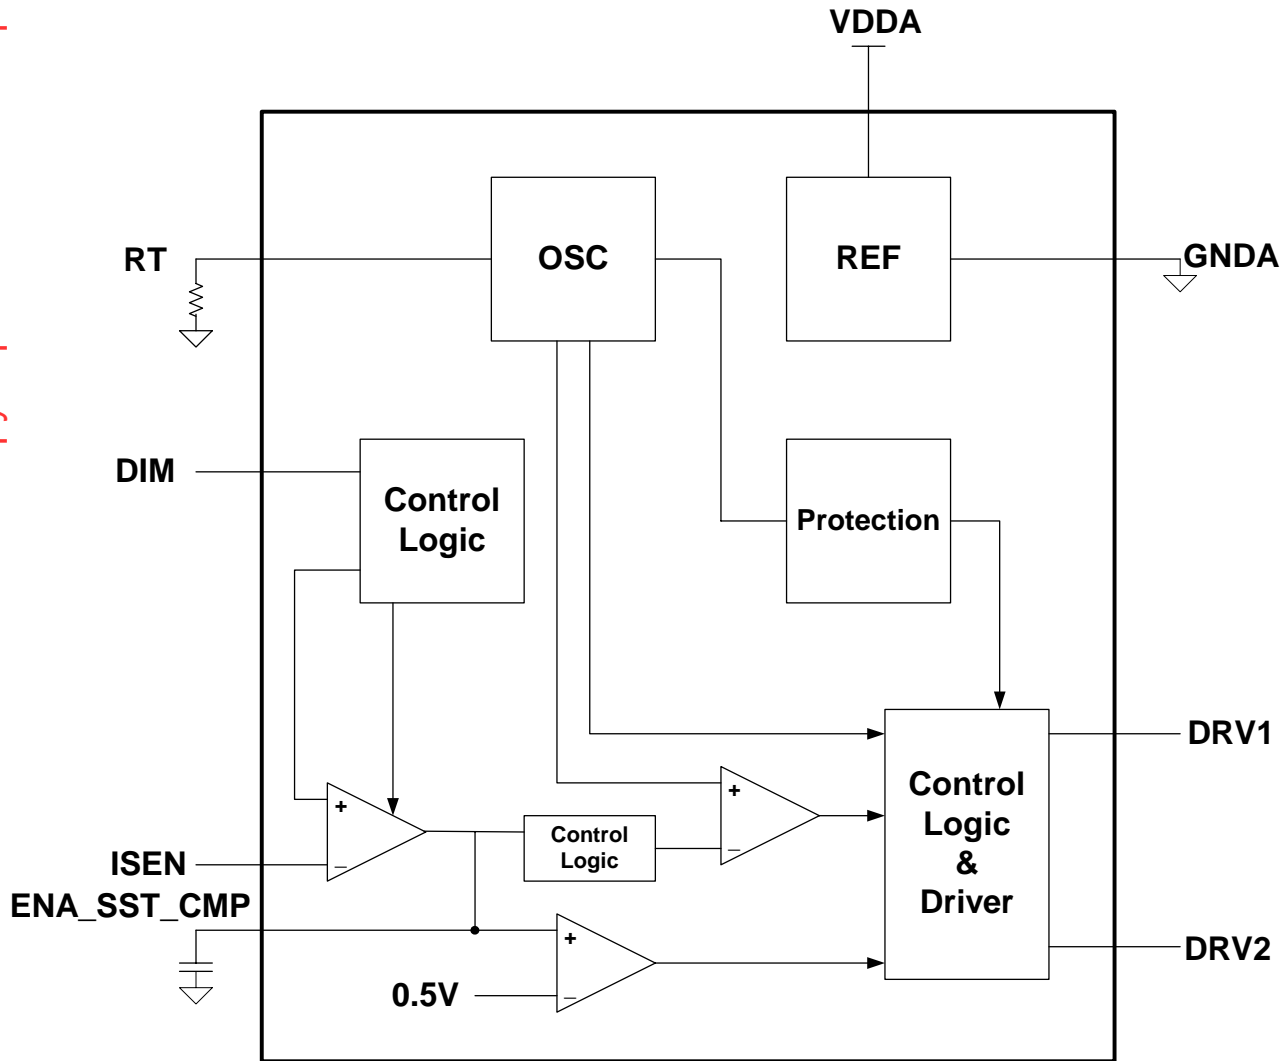 VDDA
OSC
REF
RT
GNDA
DIM
Control
Logic
Protection
DRV1
Control
Logic
&
Driver
+
+
Control
Logic
–
–
ISEN
ENA_SST_CMP
+
DRV2
0.5V
–